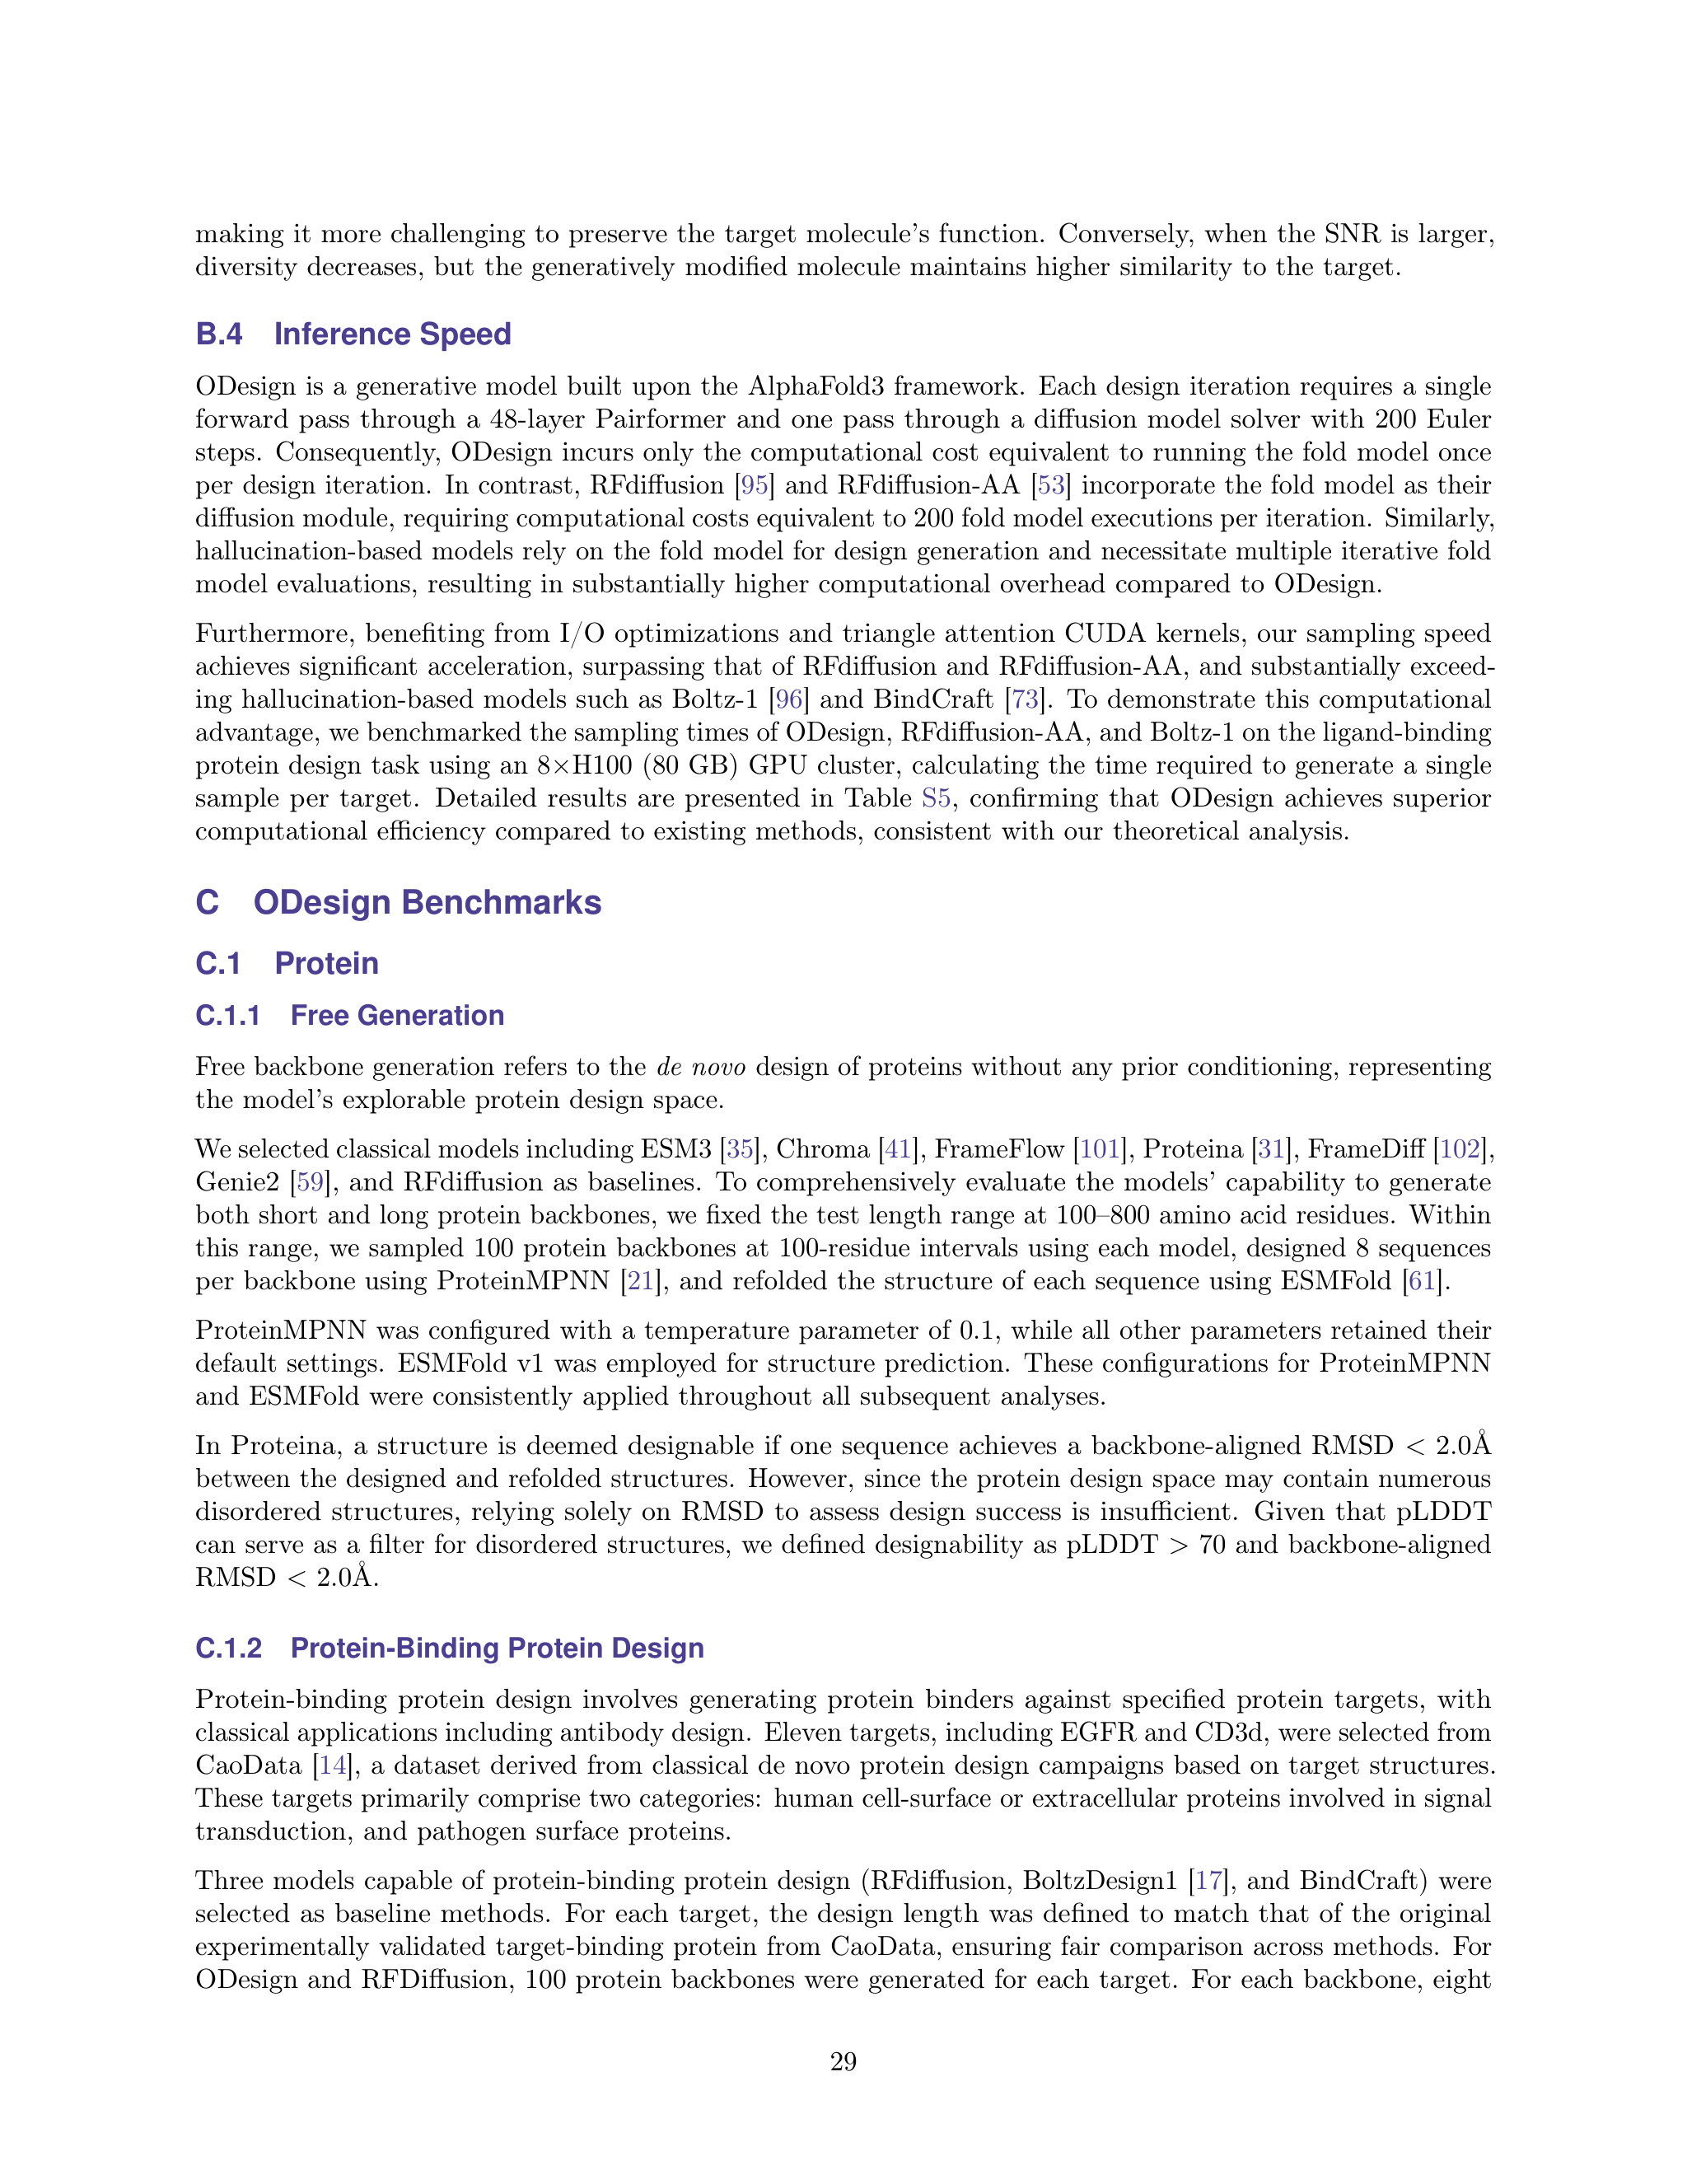 making it more challenging to preserve the target molecule's function. Conversely, when the SNR is larger,
diversity decreases, but the generatively modified molecule maintains higher similarity to the target.
B.4 Inference Speed
ODesign is a generative model built upon the AlphaFold3 framework. Each design iteration requires a single
forward pass through a 48-layer Pairformer and one pass through a diffusion model solver with 200 Euler
steps. Consequently, ODesign incurs only the computational cost equivalent to running the fold model once
per design iteration. In contrast, RFdiffusion [95] and RFdiffusion-AA [53] incorporate the fold model as their
diffusion module, requiring computational costs equivalent to 200 fold model executions per iteration. Similarly,
hallucination-based models rely on the fold model for design generation and necessitate multiple iterative fold
model evaluations, resulting in substantially higher computational overhead compared to ODesign.
Furthermore, benefiting from I/O optimizations and triangle attention CUDA kernels, our sampling speed
achieves significant acceleration, surpassing that of RFdiffusion and RFdiffusion-AA, and substantially exceed-
ing hallucination-based models such as Boltz-1 [96] and BindCraft [73]. To demonstrate this computational
advantage, we benchmarked the sampling times of ODesign, RFdiffusion-AA, and Boltz-1 on the ligand-binding
protein design task using an 8×H100 (80 GB) GPU cluster, calculating the time required to generate a single
sample per target. Detailed results are presented in Table S5, confirming that ODesign achieves superior
computational efficiency compared to existing methods, consistent with our theoretical analysis.
C ODesign Benchmarks
C.1 Protein
C.1.1 Free Generation
Free backbone generation refers to the de novo design of proteins without any prior conditioning, representing
the model's explorable protein design space.
We selected classical models including ESM3 [35], Chroma [41], FrameFlow [101], Proteina [31], FrameDiff [102],
Genie2 [59], and RFdiffusion as baselines. To comprehensively evaluate the models' capability to generate
both short and long protein backbones, we fixed the test length range at 100–800 amino acid residues. Within
this range, we sampled 100 protein backbones at 100-residue intervals using each model, designed 8 sequences
per backbone using ProteinMPNN [21], and refolded the structure of each sequence using ESMFold [61].
ProteinMPNN was configured with a temperature parameter of 0.1, while all other parameters retained their
default settings. ESMFold v1 was employed for structure prediction. These configurations for ProteinMPNN
and ESMFold were consistently applied throughout all subsequent analyses.
In Proteina, a structure is deemed designable if one sequence achieves a backbone-aligned RMSD < 2.0Å
between the designed and refolded structures. However, since the protein design space may contain numerous
disordered structures, relying solely on RMSD to assess design success is insufficient. Given that pLDDT
can serve as a filter for disordered structures, we defined designability as pLDDT > 70 and backbone-aligned
RMSD < 2.0Å.
C.1.2 Protein-Binding Protein Design
Protein-binding protein design involves generating protein binders against specified protein targets, with
classical applications including antibody design. Eleven targets, including EGFR and CD3d, were selected from
CaoData [14], a dataset derived from classical de novo protein design campaigns based on target structures.
These targets primarily comprise two categories: human cell-surface or extracellular proteins involved in signal
transduction, and pathogen surface proteins.
Three models capable of protein-binding protein design (RFdiffusion, BoltzDesign1 [17], and BindCraft) were
selected as baseline methods. For each target, the design length was defined to match that of the original
experimentally validated target-binding protein from CaoData, ensuring fair comparison across methods. For
ODesign and RFDiffusion, 100 protein backbones were generated for each target. For each backbone, eight
29